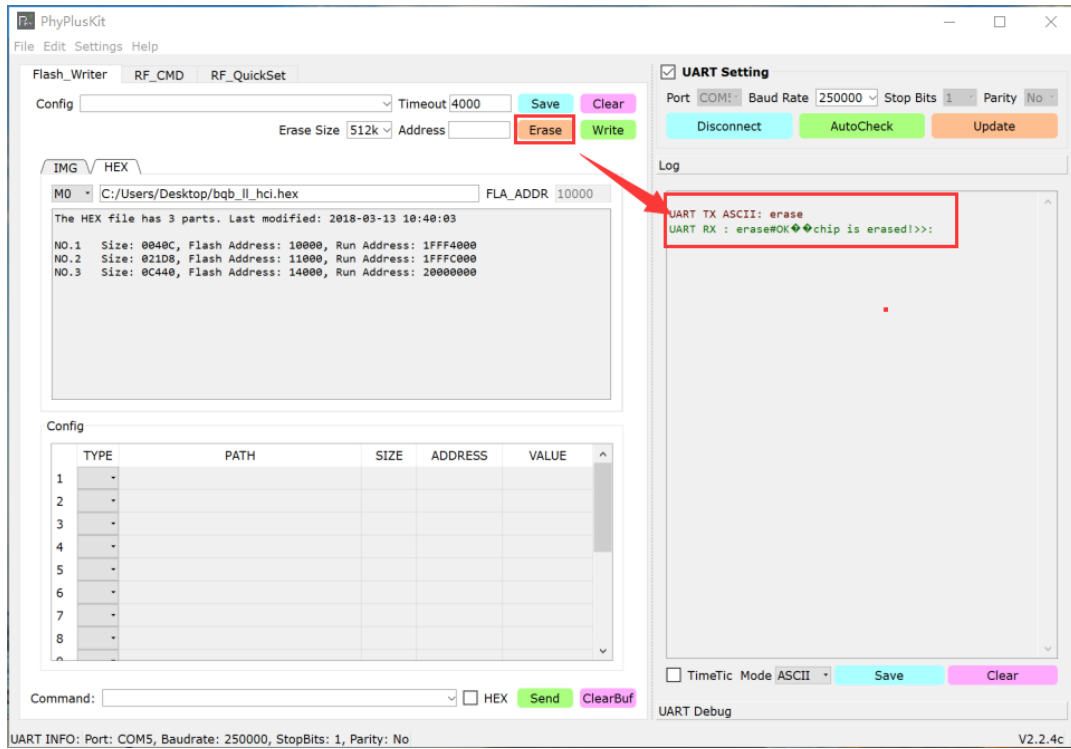 PhyPlusKit
File Edit Settings Help
Flash_Writer RF_CMD RF_QuickSet
Config Timeout 4000 Save Clear
Erase Size 512k Address Erase Write
IMG HEX
M0 C:/Users/Desktop/bqb_ll_hci.hex FLA_ADDR 10000
The HEX file has 3 parts. Last modified: 2018-03-13 10:40:03
NO.1 Size: 0040C, Flash Address: 10000, Run Address: 1FFF4000
NO.2 Size: 021D8, Flash Address: 11000, Run Address: 1FFFC000
NO.3 Size: 0C440, Flash Address: 14000, Run Address: 20000000
Config
TYPE PATH SIZE ADDRESS VALUE
1
2
3
4
5
6
7
8
Command: HEX Send ClearBuf
UART Setting
Port COM5 Baud Rate 250000 Stop Bits 1 Parity No
Disconnect AutoCheck Update
Log
UART TX ASCII: erase
UART RX : erase#OK��chip is erased!>>:
TimeTic Mode ASCII Save Clear
UART Debug
UART INFO: Port: COM5, Baudrate: 250000, StopBits: 1, Parity: No V2.2.4c